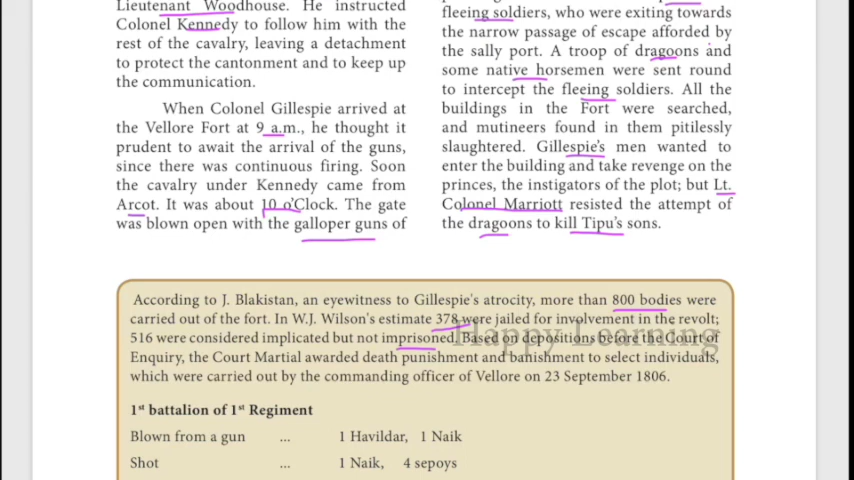 Lieutenant Woodhouse. He instructed
Colonel Kennedy to follow him with the
rest of the cavalry, leaving a detachment
to protect the cantonment and to keep up
the communication.
When Colonel Gillespie arrived at
the Vellore Fort at 9 a.m., he thought it
prudent to await the arrival of the guns,
since there was continuous firing. Soon
the cavalry under Kennedy came from
Arcot. It was about 10 o'Clock. The gate
was blown open with the galloper guns of
fleeing soldiers, who were exiting towards
the narrow passage of escape afforded by
the sally port. A troop of dragoons and
some native horsemen were sent round
to intercept the fleeing soldiers. All the
buildings in the Fort were searched,
and mutineers found in them pitilessly
slaughtered. Gillespie's men wanted to
enter the building and take revenge on the
princes, the instigators of the plot; but Lt.
Colonel Marriott resisted the attempt of
the dragoons to kill Tipu's sons.
According to J. Blakistan, an eyewitness to Gillespie's atrocity, more than 800 bodies were
carried out of the fort. In W.J. Wilson's estimate 378 were jailed for involvement in the revolt;
516 were considered implicated but not imprisoned. Based on depositions before the Court of
Enquiry, the Court Martial awarded death punishment and banishment to select individuals,
which were carried out by the commanding officer of Vellore on 23 September 1806.
Happy Learning
1st battalion of 1st Regiment
Blown from a gun ... 1 Havildar, 1 Naik
Shot ... 1 Naik, 4 sepoys